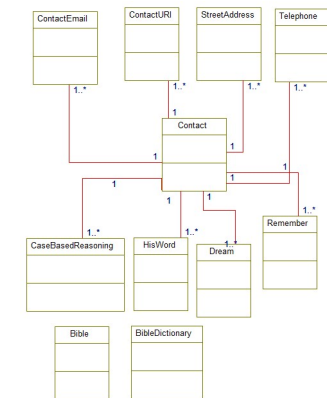 ContactEmail
ContactURI
StreetAddress
Telephone
1..*
1..*
1..*
1..*
1
Contact
1
1
1
1
1
1
1
1
1..*
1..*
1..*
1..*
CaseBasedReasoning
HisWord
Dream
Remember
Bible
BibleDictionary